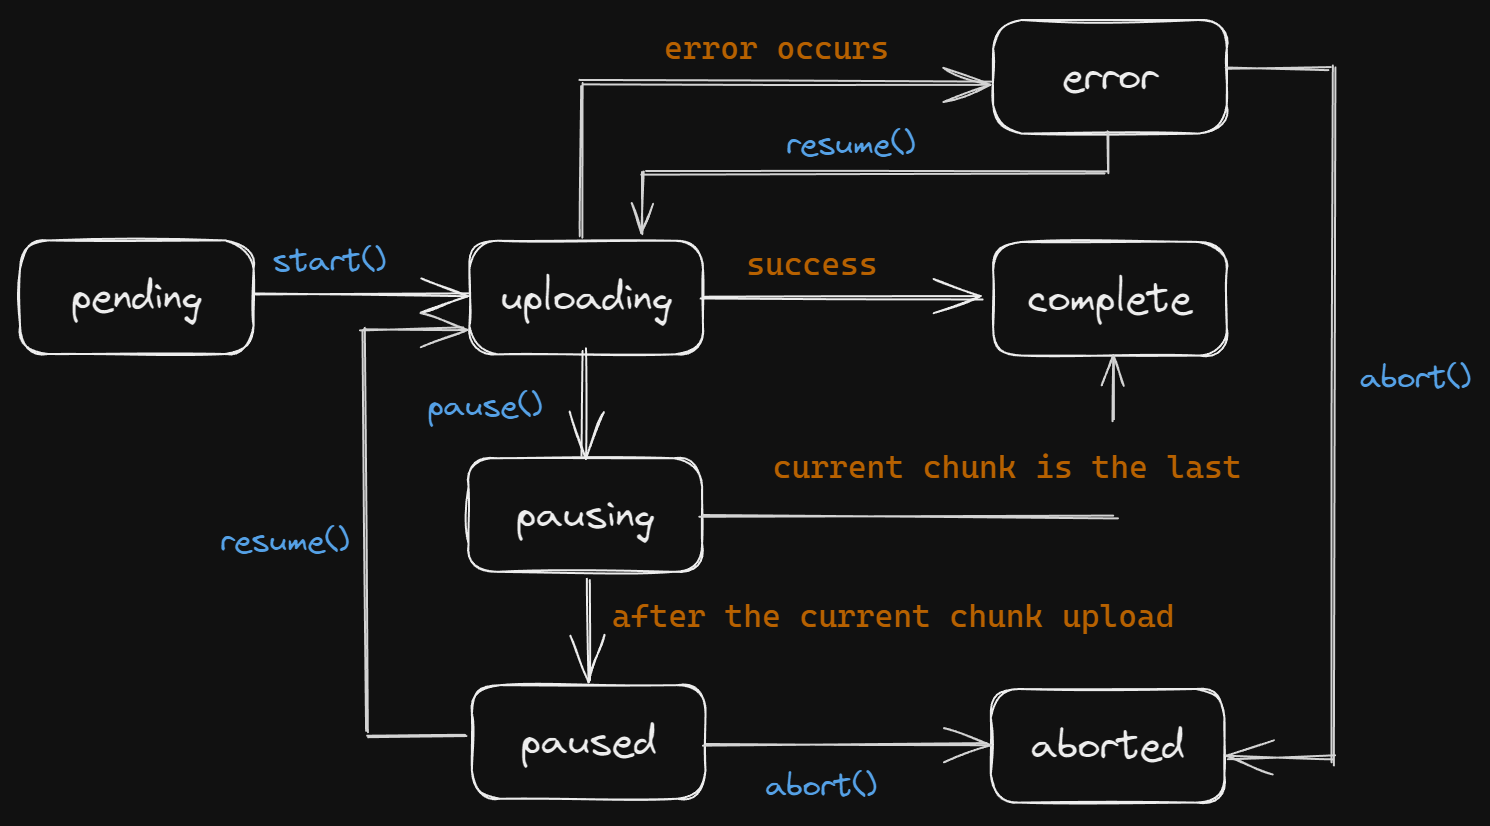 error occurs
error
resume()
start()
success
pending
uploading
complete
pause()
abort()
current chunk is the last
pausing
resume()
after the current chunk upload
paused
aborted
abort()